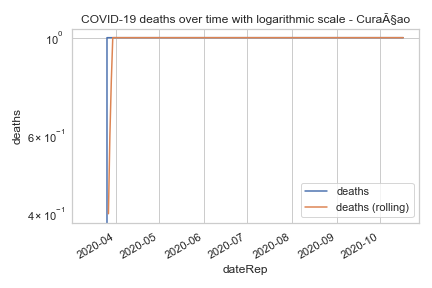 COVID-19 deaths over time with logarithmic scale - CuraÃ§ao
10⁰
6 × 10⁻¹
4 × 10⁻¹
deaths
deaths
deaths (rolling)
2020-04
2020-05
2020-06
2020-07
2020-08
2020-09
2020-10
dateRep